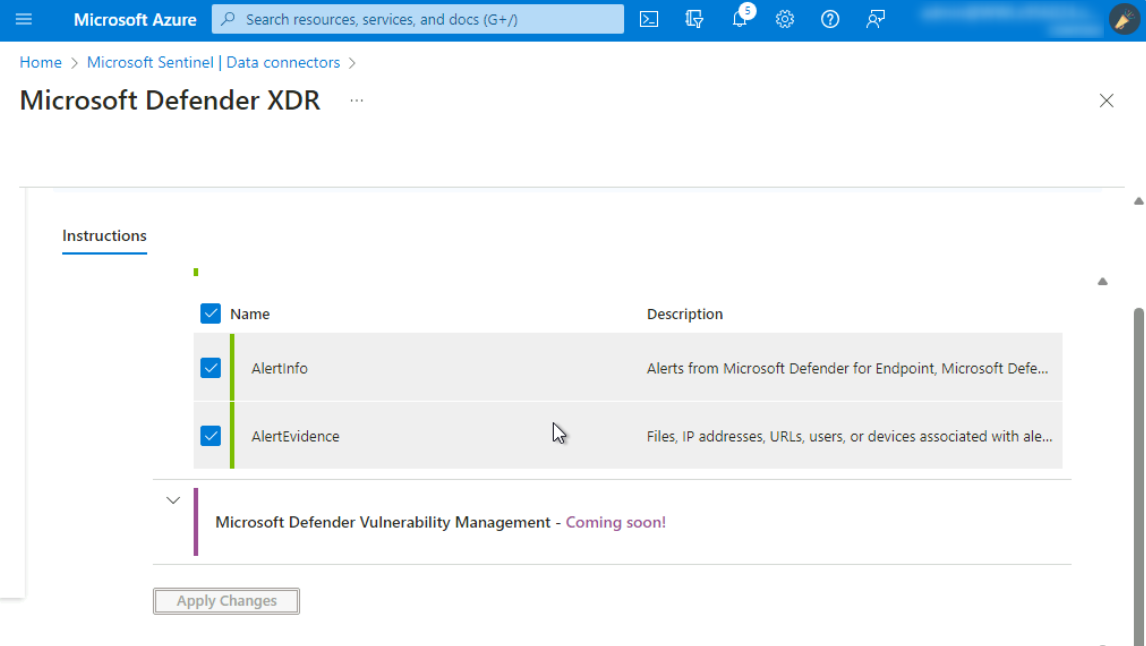 Microsoft Azure
Search resources, services, and docs (G+/)
5
Home > Microsoft Sentinel | Data connectors >
Microsoft Defender XDR ...
Instructions
Name Description
AlertInfo Alerts from Microsoft Defender for Endpoint, Microsoft Defe...
AlertEvidence Files, IP addresses, URLs, users, or devices associated with ale...
Microsoft Defender Vulnerability Management - Coming soon!
Apply Changes